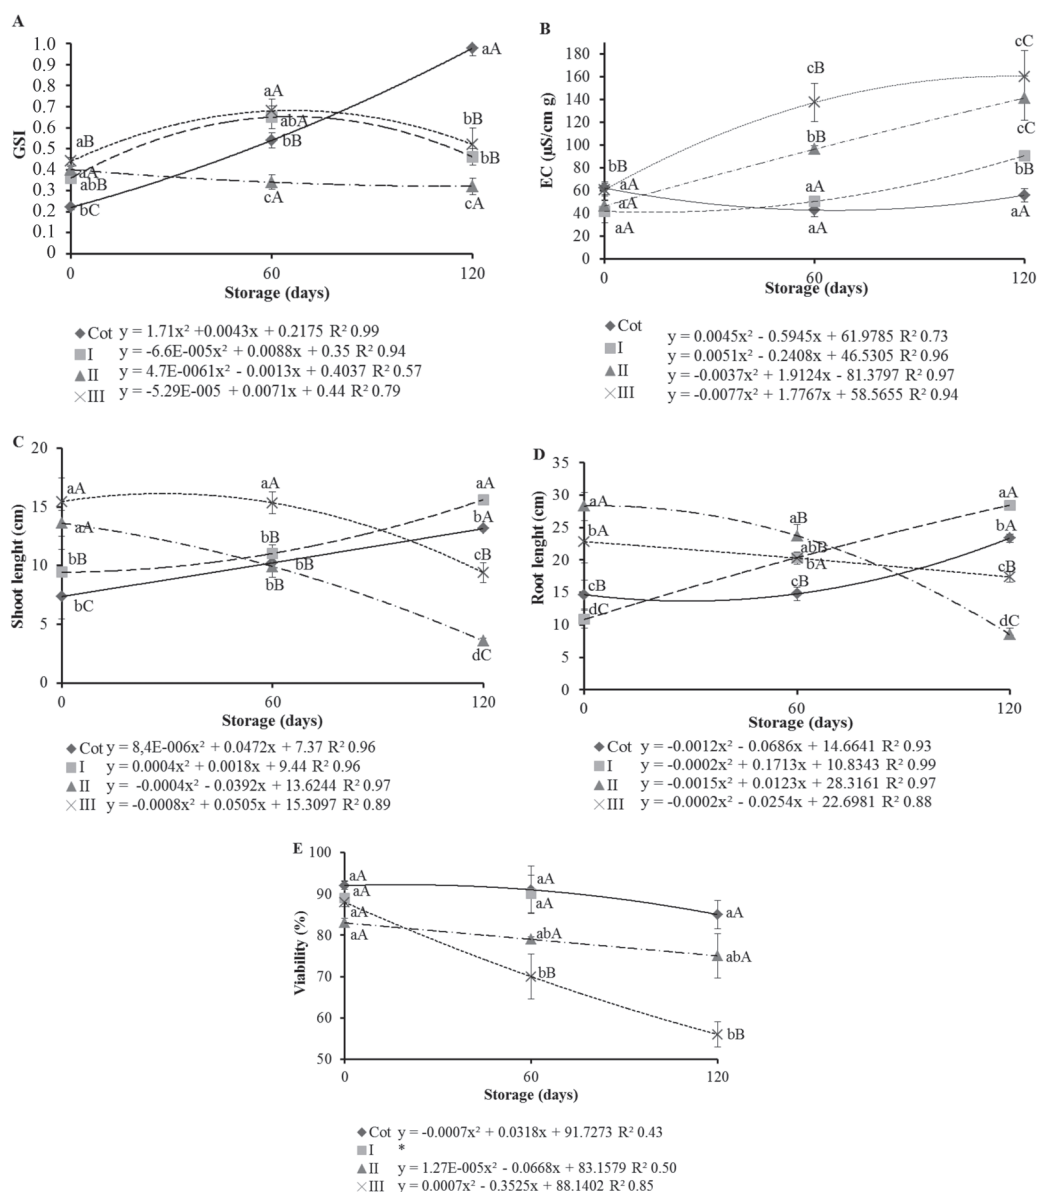 A
GSI
1.0
0.9
0.8
0.7
0.6
0.5
0.4
0.3
0.2
0.1
0
aB
aA
abB
bC
aA
abA
bB
cA
aA
bB
bB
cA
0 60 120
Storage (days)
Cot y = 1.71x² +0.0043x + 0.2175 R² 0.99
I y = -6.6E-005x² + 0.0088x + 0.35 R² 0.94
II y = 4.7E-0061x² - 0.0013x + 0.4037 R² 0.57
III y = -5.29E-005 + 0.0071x + 0.44 R² 0.79
B
EC (µS/cm g)
180
160
140
120
100
80
60
40
20
0
bB
aA
aA
aA
cB
bB
aA
aA
cC
cC
bB
aA
0 60 120
Storage (days)
Cot y = 0.0045x² - 0.5945x + 61.9785 R² 0.73
I y = 0.0051x² - 0.2408x + 46.5305 R² 0.96
II y = -0.0037x² + 1.9124x - 81.3797 R² 0.97
III y = -0.0077x² + 1.7767x + 58.5655 R² 0.94
C
Shoot lenght (cm)
20
15
10
5
0
aA
aA
bB
bC
aA
bB
bB
bB
aA
bA
cB
dC
0 60 120
Storage (days)
Cot y = 8,4E-006x² + 0.0472x + 7.37 R² 0.96
I y = 0.0004x² + 0.0018x + 9.44 R² 0.96
II y = -0.0004x² - 0.0392x + 13.6244 R² 0.97
III y = -0.0008x² + 0.0505x + 15.3097 R² 0.89
D
Root lenght (cm)
35
30
25
20
15
10
5
0
aA
bA
cB
dC
aB
abB
bA
cB
aA
bA
cB
dC
0 60 120
Storage (days)
Cot y = -0.0012x² - 0.0686x + 14.6641 R² 0.93
I y = -0.0002x² + 0.1713x + 10.8343 R² 0.99
II y = -0.0015x² + 0.0123x + 28.3161 R² 0.97
III y = -0.0002x² - 0.0254x + 22.6981 R² 0.88
E
Viability (%)
100
90
80
70
60
50
aA
aA
aA
aA
aA
aA
abA
bB
aA
abA
bB
0 60 120
Storage (days)
Cot y = -0.0007x² + 0.0318x + 91.7273 R² 0.43
I *
II y = 1.27E-005x² - 0.0668x + 83.1579 R² 0.50
III y = 0.0007x² - 0.3525x + 88.1402 R² 0.85